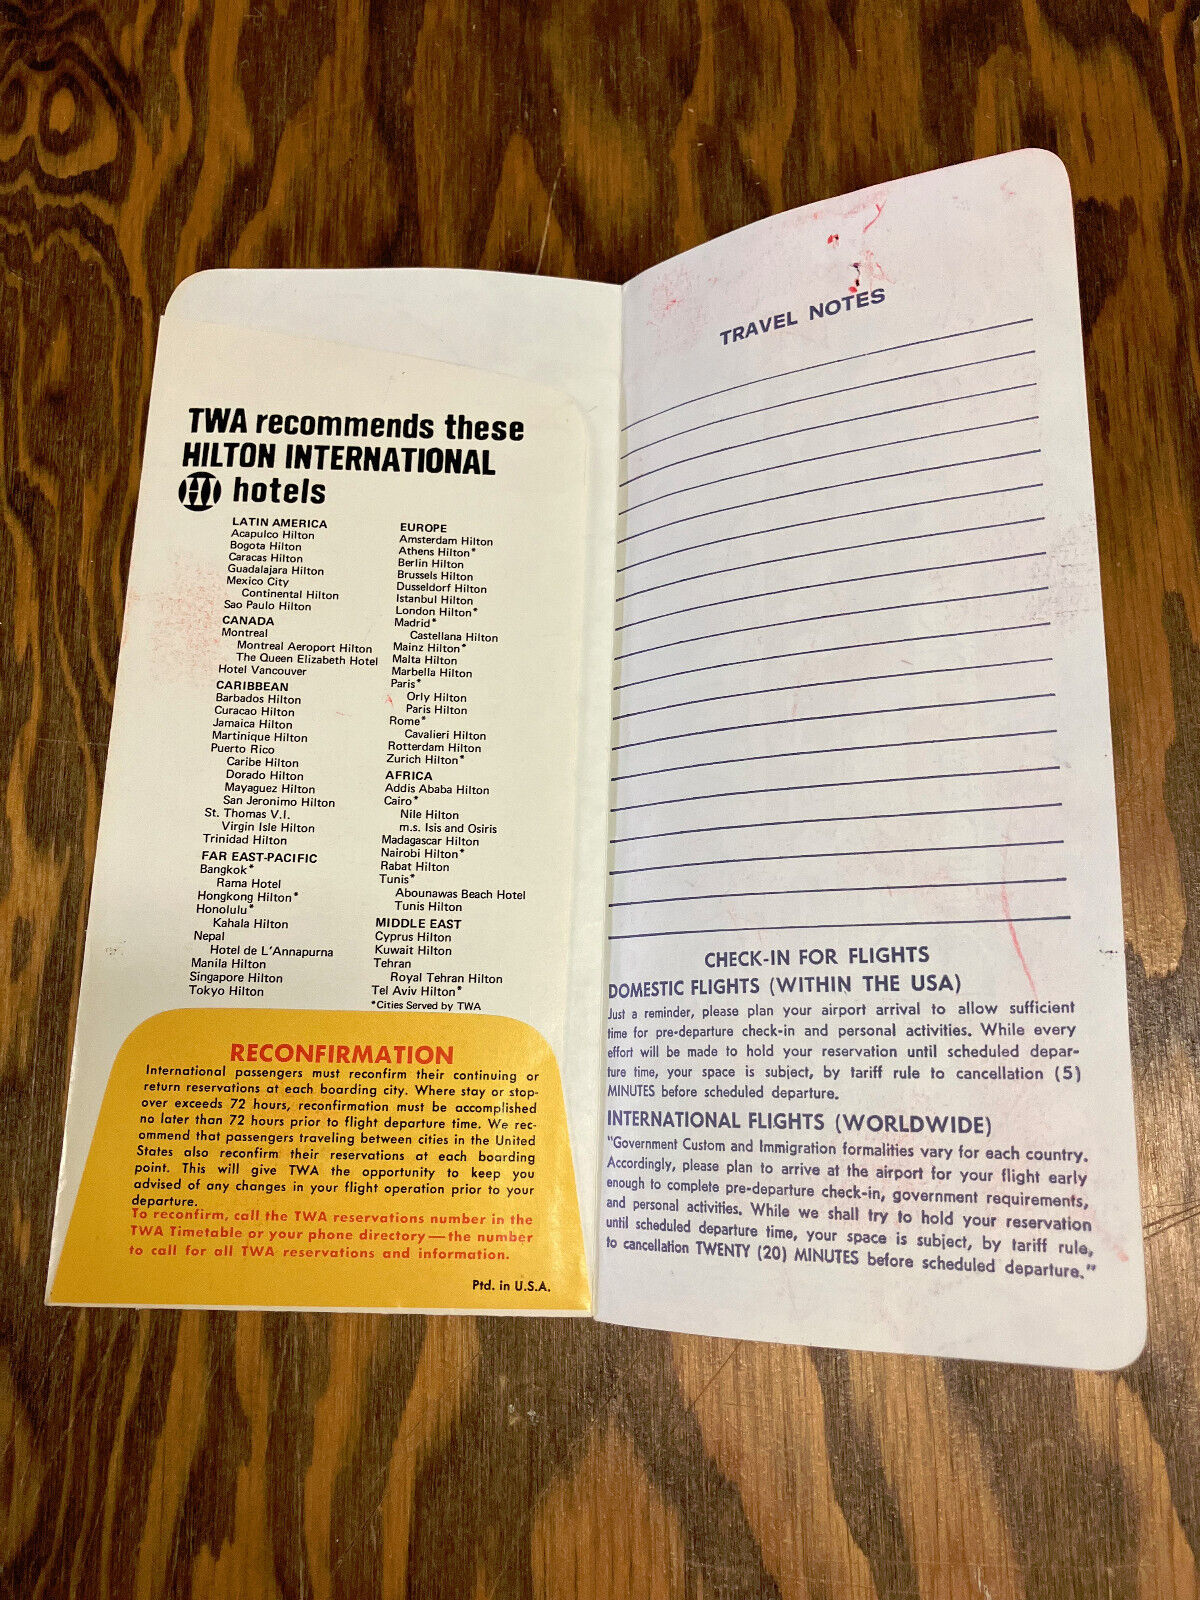 TWA recommends these
HILTON INTERNATIONAL
hotels
LATIN AMERICA
Acapulco Hilton
Bogota Hilton
Caracas Hilton
Guadalajara Hilton
Mexico City
Continental Hilton
Sao Paulo Hilton
CANADA
Montreal
Montreal Aeroport Hilton
The Queen Elizabeth Hotel
Hotel Vancouver
CARIBBEAN
Barbados Hilton
Curacao Hilton
Jamaica Hilton
Martinique Hilton
Puerto Rico
Caribe Hilton
Dorado Hilton
Mayaguez Hilton
San Jeronimo Hilton
St. Thomas V.I.
Virgin Isle Hilton
Trinidad Hilton
FAR EAST-PACIFIC
Bangkok*
Rama Hotel
Hongkong Hilton*
Honolulu*
Kahala Hilton
Nepal
Hotel de L'Annapurna
Manila Hilton
Singapore Hilton
Tokyo Hilton
EUROPE
Amsterdam Hilton
Athens Hilton*
Berlin Hilton
Brussels Hilton
Dusseldorf Hilton
Istanbul Hilton
London Hilton*
Madrid*
Castellana Hilton
Mainz Hilton*
Malta Hilton
Marbella Hilton
Paris*
Orly Hilton
Paris Hilton
Rome*
Cavalieri Hilton
Rotterdam Hilton
Zurich Hilton*
AFRICA
Addis Ababa Hilton
Cairo*
Nile Hilton
m.s. Isis and Osiris
Madagascar Hilton
Nairobi Hilton*
Rabat Hilton
Tunis*
Abounawas Beach Hotel
Tunis Hilton
MIDDLE EAST
Cyprus Hilton
Kuwait Hilton
Tehran
Royal Tehran Hilton
Tel Aviv Hilton*
*Cities Served by TWA
RECONFIRMATION
International passengers must reconfirm their continuing or
return reservations at each boarding city. Where stay or stop-
over exceeds 72 hours, reconfirmation must be accomplished
no later than 72 hours prior to flight departure time. We rec-
ommend that passengers traveling between cities in the United
States also reconfirm their reservations at each boarding
point. This will give TWA the opportunity to keep you
advised of any changes in your flight operation prior to your
departure.
To reconfirm, call the TWA reservations number in the
TWA Timetable or your phone directory—the number
to call for all TWA reservations and information.
Ptd. in U.S.A.
TRAVEL NOTES
CHECK-IN FOR FLIGHTS
DOMESTIC FLIGHTS (WITHIN THE USA)
Just a reminder, please plan your airport arrival to allow sufficient
time for pre-departure check-in and personal activities. While every
effort will be made to hold your reservation until scheduled depar-
ture time, your space is subject, by tariff rule to cancellation (5)
MINUTES before scheduled departure.
INTERNATIONAL FLIGHTS (WORLDWIDE)
"Government Custom and Immigration formalities vary for each country.
Accordingly, please plan to arrive at the airport for your flight early
enough to complete pre-departure check-in, government requirements,
and personal activities. While we shall try to hold your reservation
until scheduled departure time, your space is subject, by tariff rule,
to cancellation TWENTY (20) MINUTES before scheduled departure."